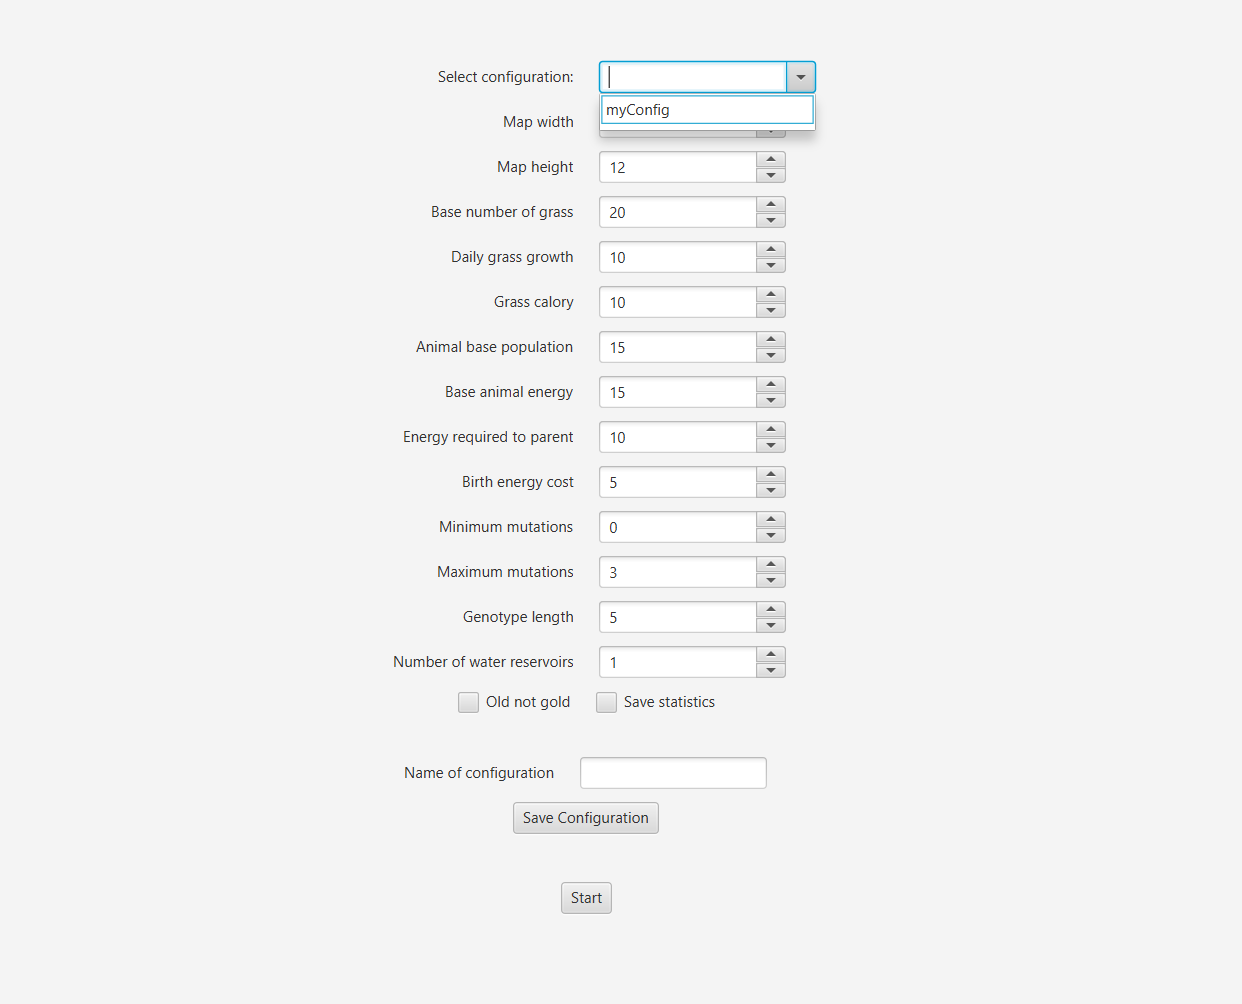 Select configuration:
myConfig
Map width
Map height 12
Base number of grass 20
Daily grass growth 10
Grass calory 10
Animal base population 15
Base animal energy 15
Energy required to parent 10
Birth energy cost 5
Minimum mutations 0
Maximum mutations 3
Genotype length 5
Number of water reservoirs 1
Old not gold Save statistics
Name of configuration
Save Configuration
Start